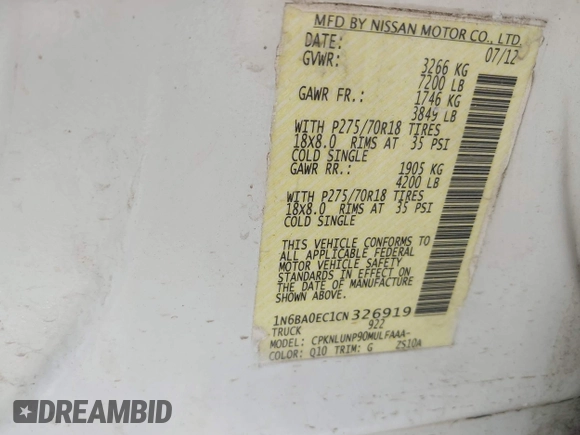 MFD BY NISSAN MOTOR CO., LTD.
DATE: 07/12
GVWR: 3266 KG
7200 LB
GAWR FR.: 1746 KG
3849 LB
WITH P275/70R18 TIRES
18X8.0 RIMS AT 35 PSI
COLD SINGLE
GAWR RR.: 1905 KG
4200 LB
WITH P275/70R18 TIRES
18X8.0 RIMS AT 35 PSI
COLD SINGLE
THIS VEHICLE CONFORMS TO
ALL APPLICABLE FEDERAL
MOTOR VEHICLE SAFETY
STANDARDS IN EFFECT ON
THE DATE OF MANUFACTURE
SHOWN ABOVE.
1N6BA0EC1CN326919
TRUCK 922
MODEL: CPKNLUNP90MULFAAA-
COLOR: Q10 TRIM: G ZS10A
DREAMBID